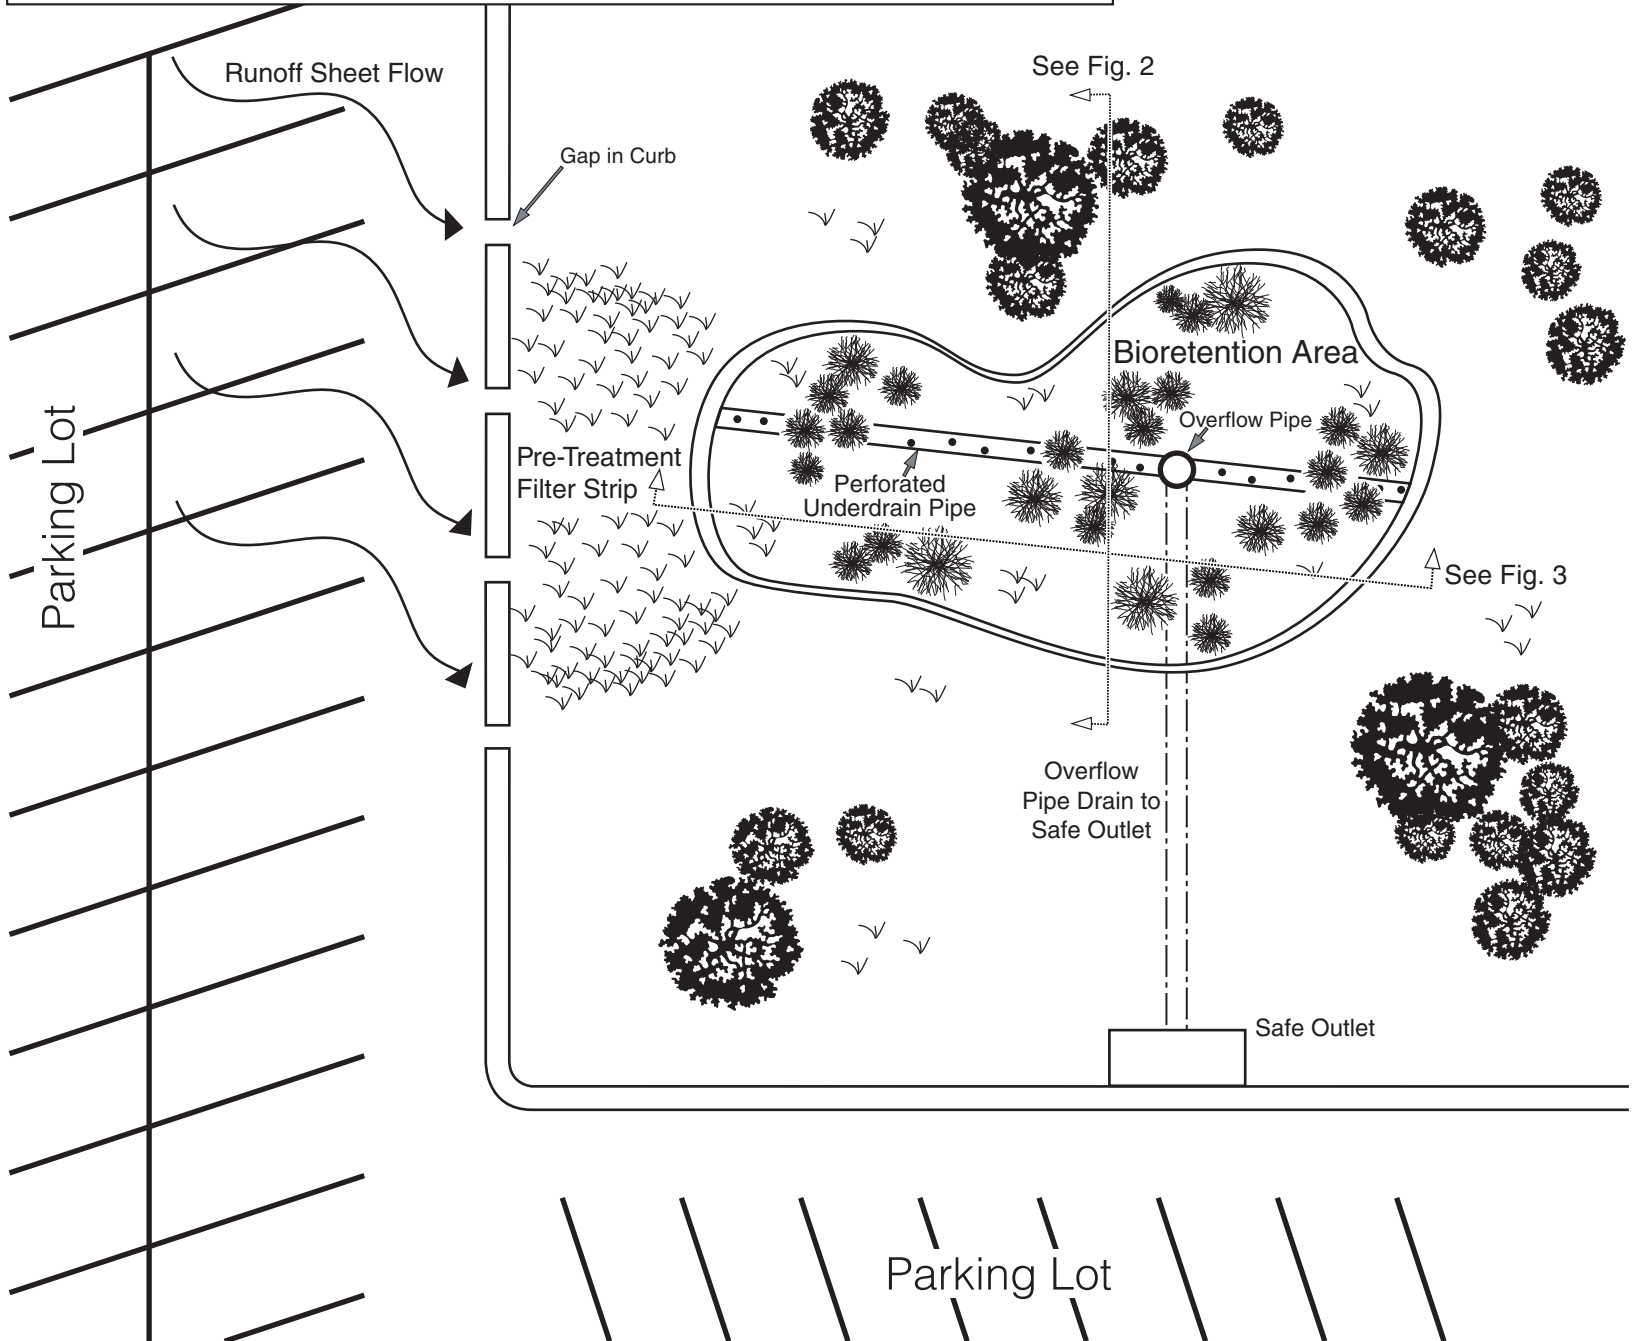 See Fig. 2
Runoff Sheet Flow
Gap in Curb
Bioretention Area
Overflow Pipe
Parking Lot
Pre-Treatment
Filter Strip
Perforated
Underdrain Pipe
See Fig. 3
Overflow
Pipe Drain to
Safe Outlet
Safe Outlet
Parking Lot